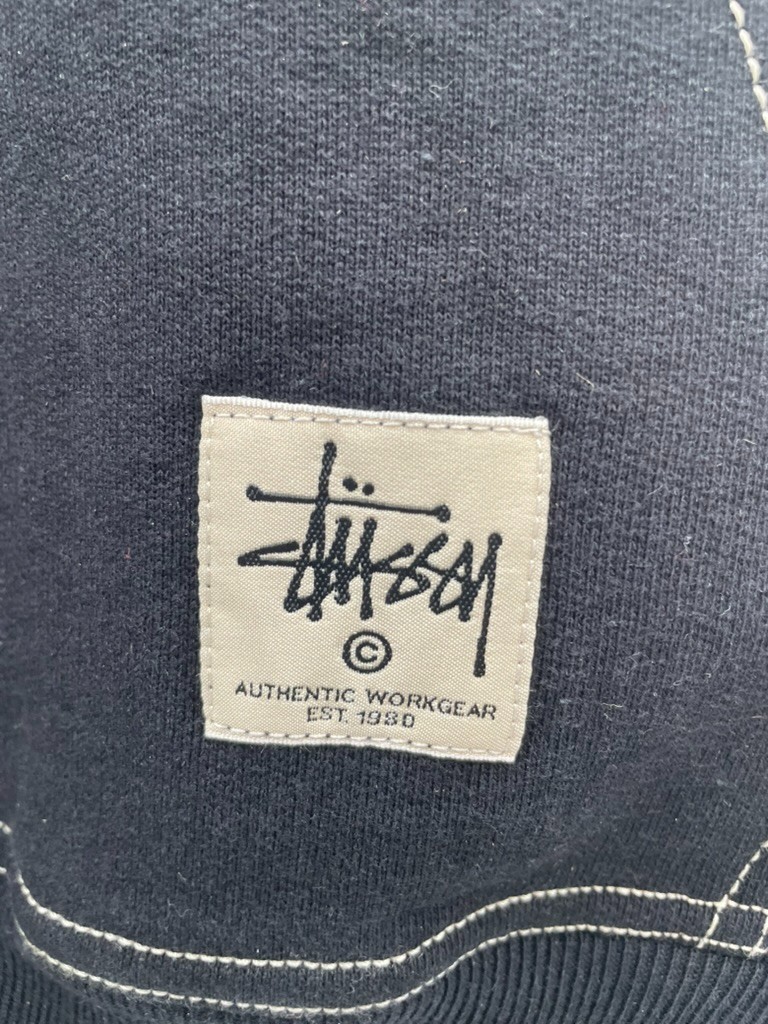 Stüssy
©
AUTHENTIC WORKGEAR
EST. 1980